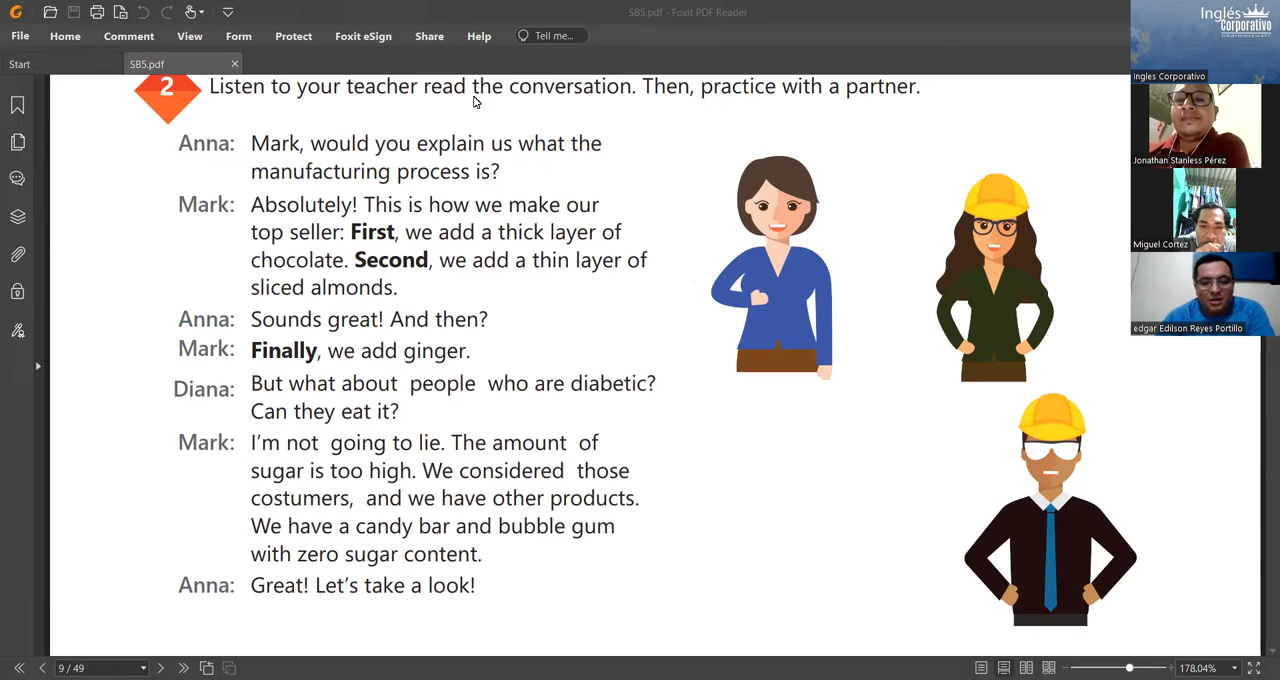 SB5.pdf - Foxit PDF Reader
File Home Comment View Form Protect Foxit eSign Share Help Tell me...
Start SB5.pdf
2 Listen to your teacher read the conversation. Then, practice with a partner.
Anna: Mark, would you explain us what the
manufacturing process is?
Mark: Absolutely! This is how we make our
top seller: First, we add a thick layer of
chocolate. Second, we add a thin layer of
sliced almonds.
Anna: Sounds great! And then?
Mark: Finally, we add ginger.
Diana: But what about people who are diabetic?
Can they eat it?
Mark: I'm not going to lie. The amount of
sugar is too high. We considered those
costumers, and we have other products.
We have a candy bar and bubble gum
with zero sugar content.
Anna: Great! Let's take a look!
Inglés
Corporativo
Ingles Corporativo
Jonathan Stanless Pérez
Miguel Cortez
edgar Edilson Reyes Portillo
9 / 49
178.04%